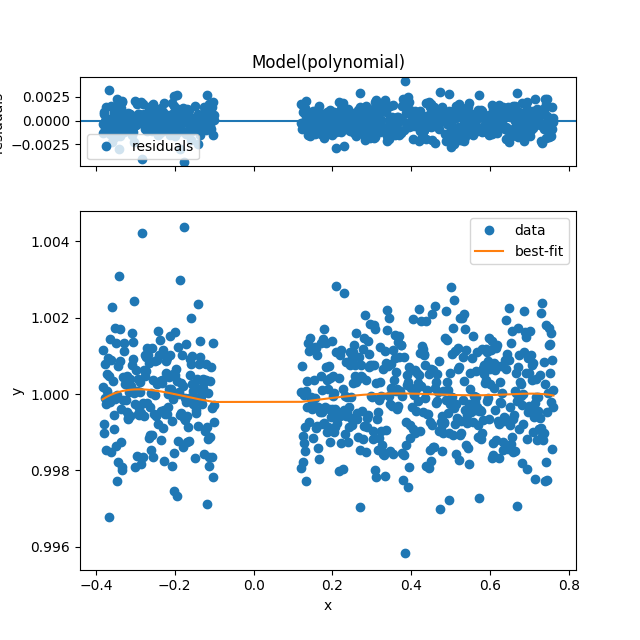 Model(polynomial)
0.0025
0.0000
−0.0025
residuals
residuals
1.004
1.002
1.000
0.998
0.996
y
data
best-fit
−0.4
−0.2
0.0
0.2
0.4
0.6
0.8
x